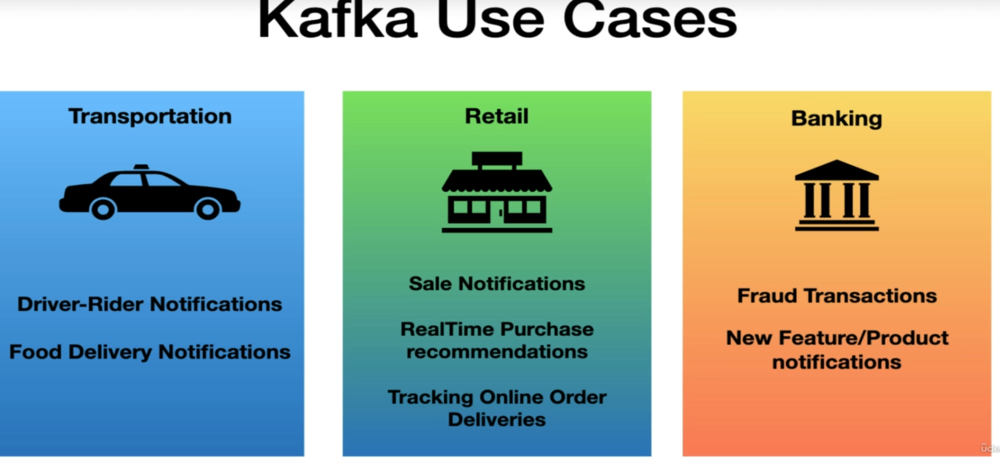 Kafka Use Cases
Transportation
Driver-Rider Notifications
Food Delivery Notifications
Retail
Sale Notifications
RealTime Purchase
recommendations
Tracking Online Order
Deliveries
Banking
Fraud Transactions
New Feature/Product
notifications